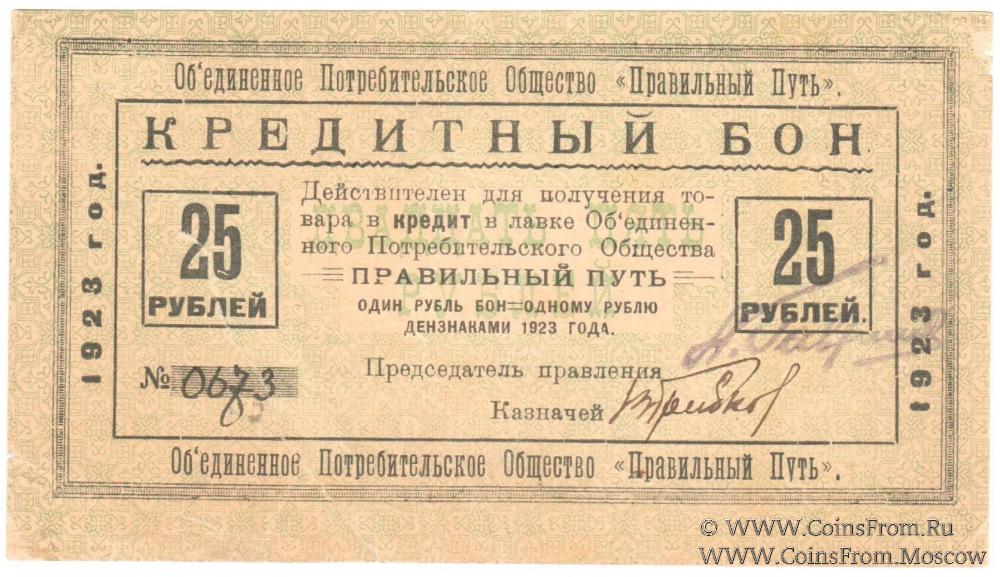 Об'единенное Потребительское Общество «Правильный Путь».
КРЕДИТНЫЙ БОН
1923 год.
25
РУБЛЕЙ
Действителен для получения то-
вара в кредит в лавке Об'единен-
ного Потребительского Общества
ПРАВИЛЬНЫЙ ПУТЬ
ОДИН РУБЛЬ БОН=ОДНОМУ РУБЛЮ
ДЕНЗНАКАМИ 1923 ГОДА.
25
РУБЛЕЙ.
1923 год.
№ 0673
Председатель правления
Казначей
Об'единенное Потребительское Общество «Правильный Путь».
© WWW.CoinsFrom.Ru
WWW.CoinsFrom.Moscow